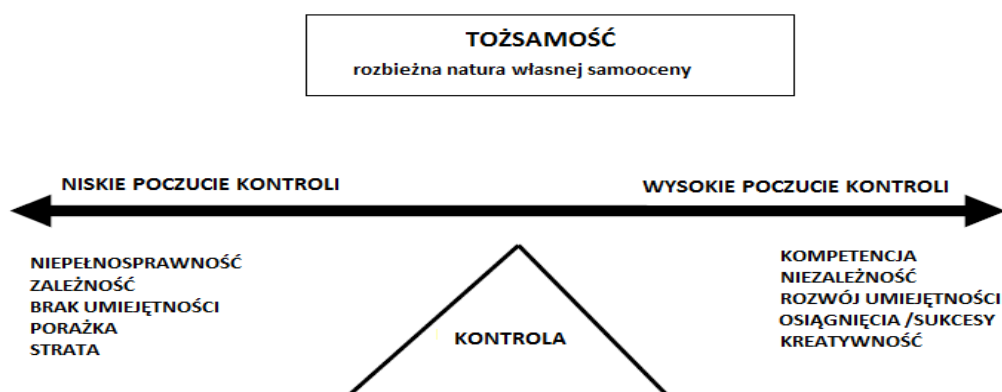 TOŻSAMOŚĆ
rozbieżna natura własnej samooceny
NISKIE POCZUCIE KONTROLI
WYSOKIE POCZUCIE KONTROLI
NIEPEŁNOSPRAWNOŚĆ
ZALEŻNOŚĆ
BRAK UMIEJĘTNOŚCI
PORAŻKA
STRATA
KONTROLA
KOMPETENCJA
NIEZALEŻNOŚĆ
ROZWÓJ UMIEJĘTNOŚCI
OSIĄGNIĘCIA /SUKCESY
KREATYWNOŚĆ